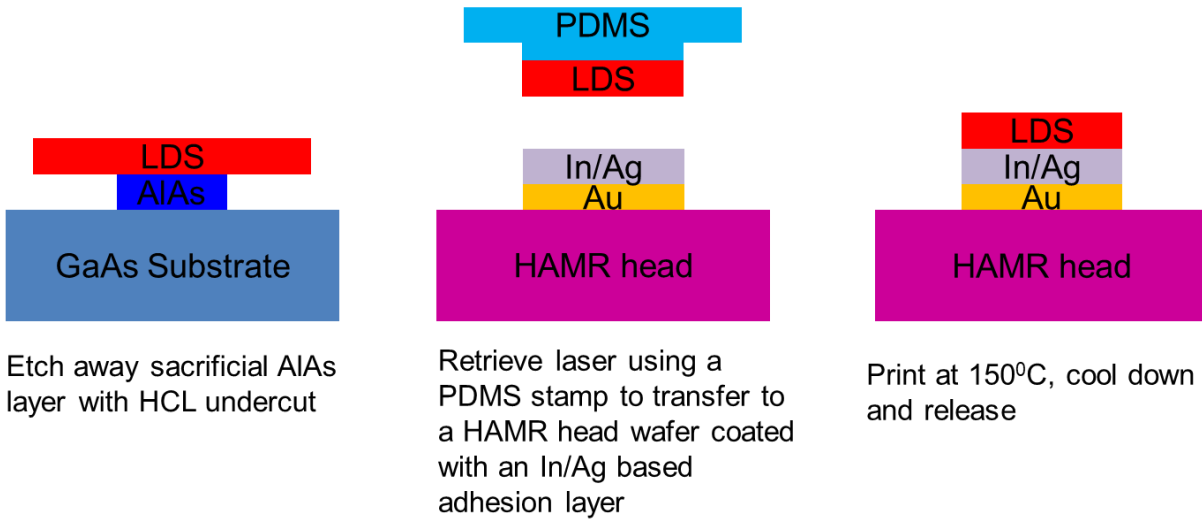 LDS
AlAs
GaAs Substrate
Etch away sacrificial AlAs
layer with HCL undercut
PDMS
LDS
In/Ag
Au
HAMR head
Retrieve laser using a
PDMS stamp to transfer to
a HAMR head wafer coated
with an In/Ag based
adhesion layer
LDS
In/Ag
Au
HAMR head
Print at 150⁰C, cool down
and release